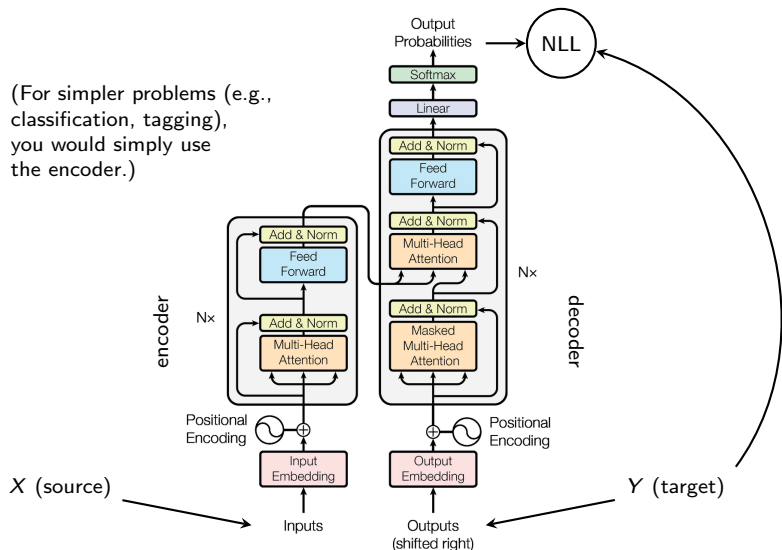 Output
Probabilities
NLL
Softmax
Linear
(For simpler problems (e.g.,
classification, tagging),
you would simply use
the encoder.)
Add & Norm
Feed
Forward
Add & Norm
Multi-Head
Attention
Add & Norm
Masked
Multi-Head
Attention
N×
decoder
Add & Norm
Feed
Forward
Add & Norm
Multi-Head
Attention
N×
encoder
Positional
Encoding
Positional
Encoding
Input
Embedding
Output
Embedding
X (source)
Y (target)
Inputs
Outputs
(shifted right)